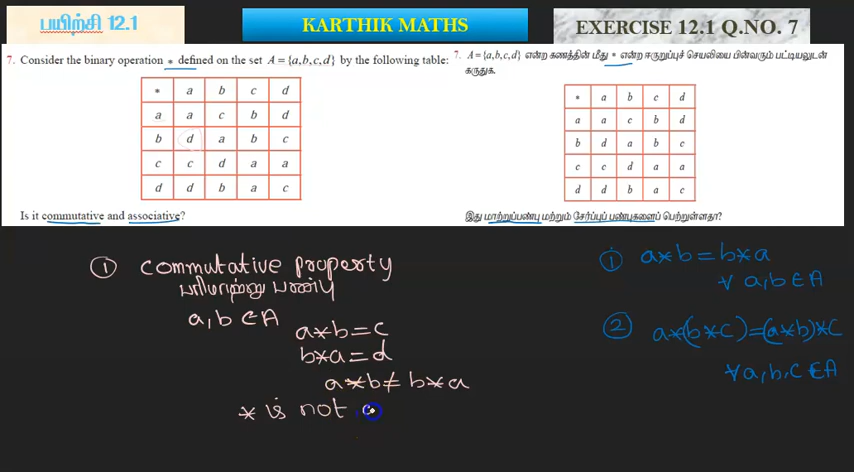 பயிற்சி 12.1
KARTHIK MATHS
EXERCISE 12.1 Q.NO. 7
7. Consider the binary operation * defined on the set A = {a, b, c, d} by the following table:
* a b c d
a a c b d
b d a b c
c c d a a
d d b a c
Is it commutative and associative?
7. A = {a, b, c, d} என்ற கணத்தின் மீது * என்ற ஈருறுப்புச் செயலியை பின்வரும் பட்டியலுடன்
கருதுக.
* a b c d
a a c b d
b d a b c
c c d a a
d d b a c
இது மாற்றுப்பண்பு மற்றும் சேர்ப்புப் பண்புகளைப் பெற்றுள்ளதா?
① commutative property
பரிமாற்று பண்பு
a, b ∈ A
a * b = c
b * a = d
a * b ≠ b * a
* is not c
① a * b = b * a
∀ a, b ∈ A
② a * (b * c) = (a * b) * c
∀ a, b, c ∈ A